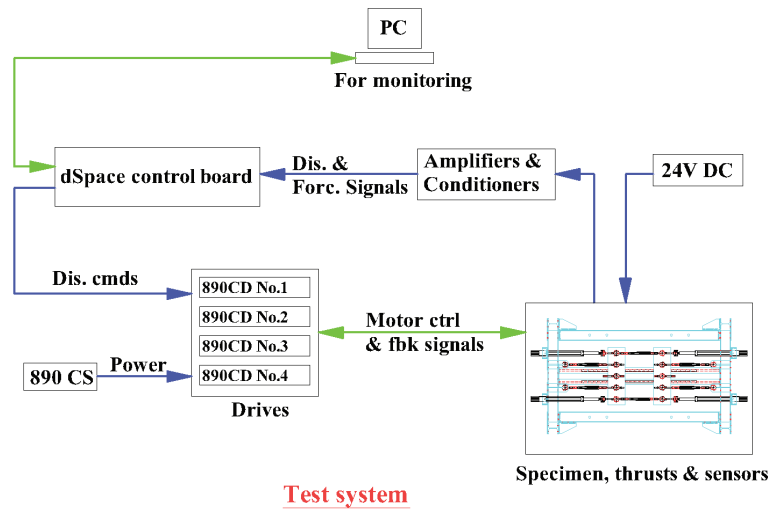 PC
For monitoring
dSpace control board
Dis. &
Forc. Signals
Amplifiers &
Conditioners
24V DC
Dis. cmds
890CD No.1
890CD No.2
890CD No.3
890CD No.4
Drives
890 CS
Power
Motor ctrl
& fbk signals
Specimen, thrusts & sensors
Test system